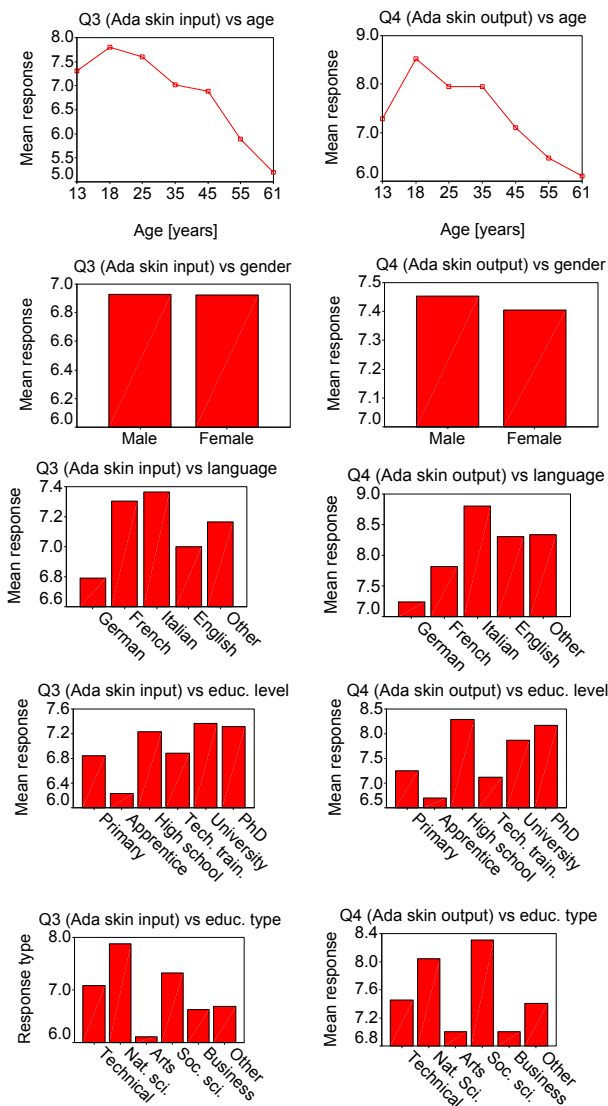 Q3 (Ada skin input) vs age
8.0
7.5
7.0
6.5
6.0
5.5
5.0
Mean response
13 18 25 35 45 55 61
Age [years]
Q4 (Ada skin output) vs age
9.0
8.0
7.0
6.0
Mean response
13 18 25 35 45 55 61
Age [years]
Q3 (Ada skin input) vs gender
7.0
6.8
6.6
6.4
6.2
6.0
Mean response
Male Female
Q4 (Ada skin output) vs gender
7.5
7.4
7.3
7.2
7.1
7.0
Mean response
Male Female
Q3 (Ada skin input) vs language
7.4
7.2
7.0
6.8
6.6
Mean response
German French Italian English Other
Q4 (Ada skin output) vs language
9.0
8.5
8.0
7.5
7.0
Mean response
German French Italian English Other
Q3 (Ada skin input) vs educ. level
7.6
7.2
6.8
6.4
6.0
Mean response
Primary Apprentice High school Tech. train. University PhD
Q4 (Ada skin output) vs educ. level
8.5
8.0
7.5
7.0
6.5
Mean response
Primary Apprentice High school Tech. train. University PhD
Q3 (Ada skin input) vs educ. type
8.0
7.0
6.0
Response type
Technical Nat. sci. Arts Soc. sci. Business Other
Q4 (Ada skin output) vs educ. type
8.4
8.0
7.6
7.2
6.8
Mean response
Technical Nat. sci. Arts Soc. sci. Business Other